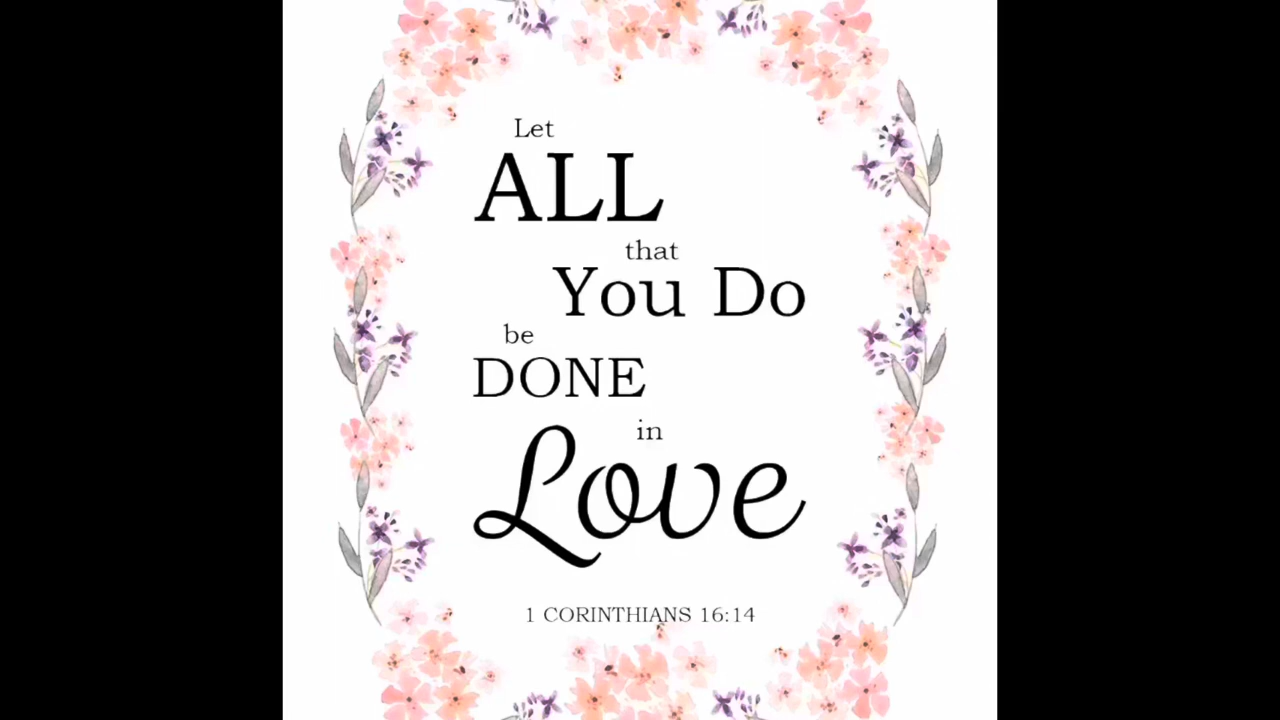 Let
ALL
that
You Do
be
DONE
in
Love
1 CORINTHIANS 16:14